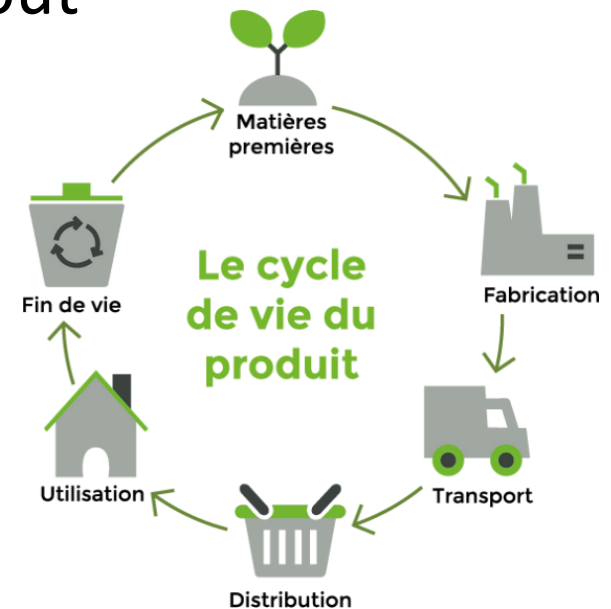 Matières
premières
Fabrication
Transport
Distribution
Utilisation
Fin de vie
Le cycle
de vie du
produit